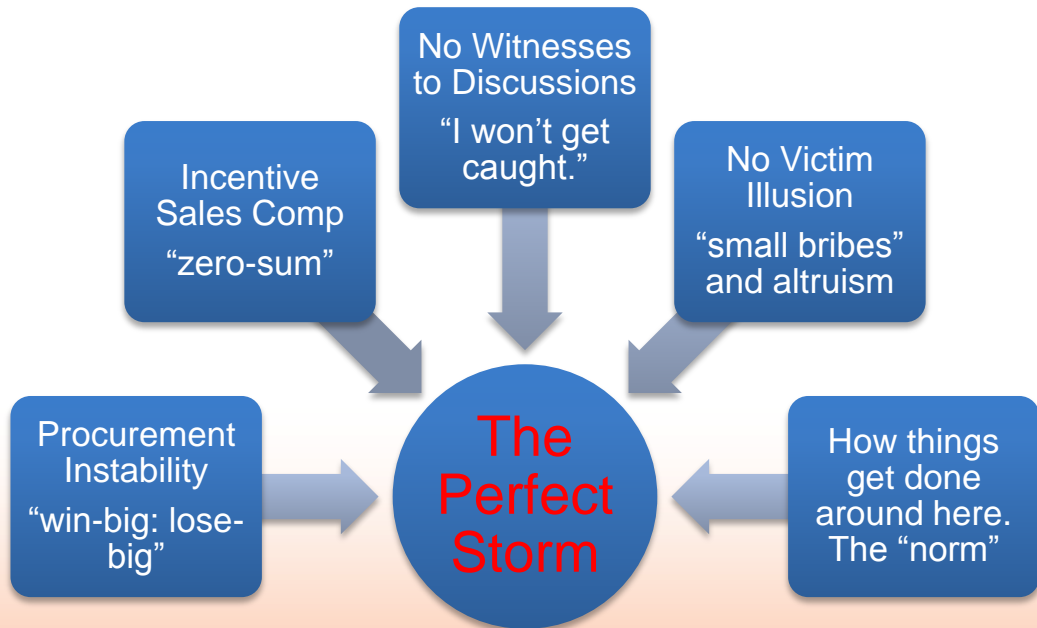 No Witnesses
to Discussions
“I won’t get
caught.”
Incentive
Sales Comp
“zero-sum”
No Victim
Illusion
“small bribes”
and altruism
Procurement
Instability
“win-big: lose-
big”
The
Perfect
Storm
How things
get done
around here.
The “norm”